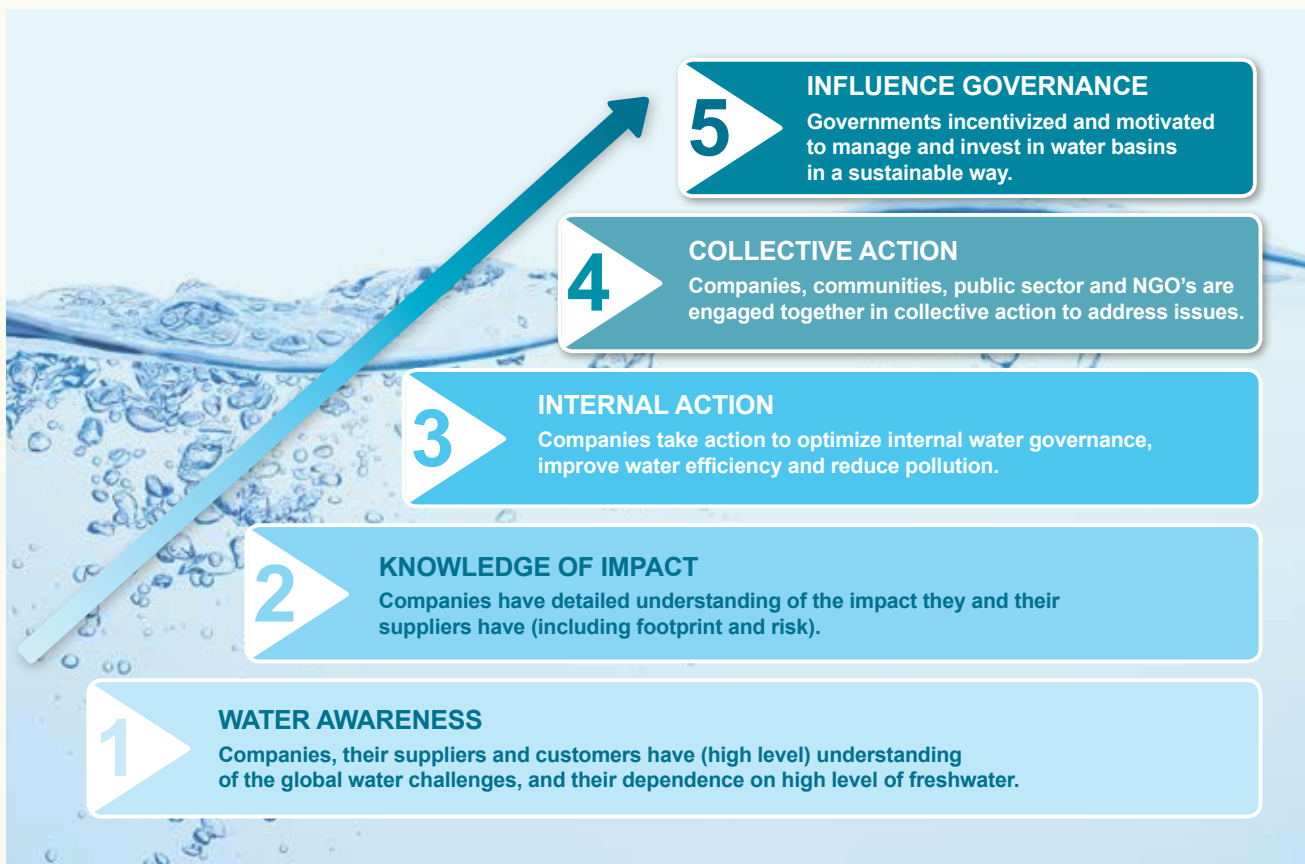 5
INFLUENCE GOVERNANCE
Governments incentivized and motivated
to manage and invest in water basins
in a sustainable way.
4
COLLECTIVE ACTION
Companies, communities, public sector and NGO’s are
engaged together in collective action to address issues.
3
INTERNAL ACTION
Companies take action to optimize internal water governance,
improve water efficiency and reduce pollution.
2
KNOWLEDGE OF IMPACT
Companies have detailed understanding of the impact they and their
suppliers have (including footprint and risk).
1
WATER AWARENESS
Companies, their suppliers and customers have (high level) understanding
of the global water challenges, and their dependence on high level of freshwater.